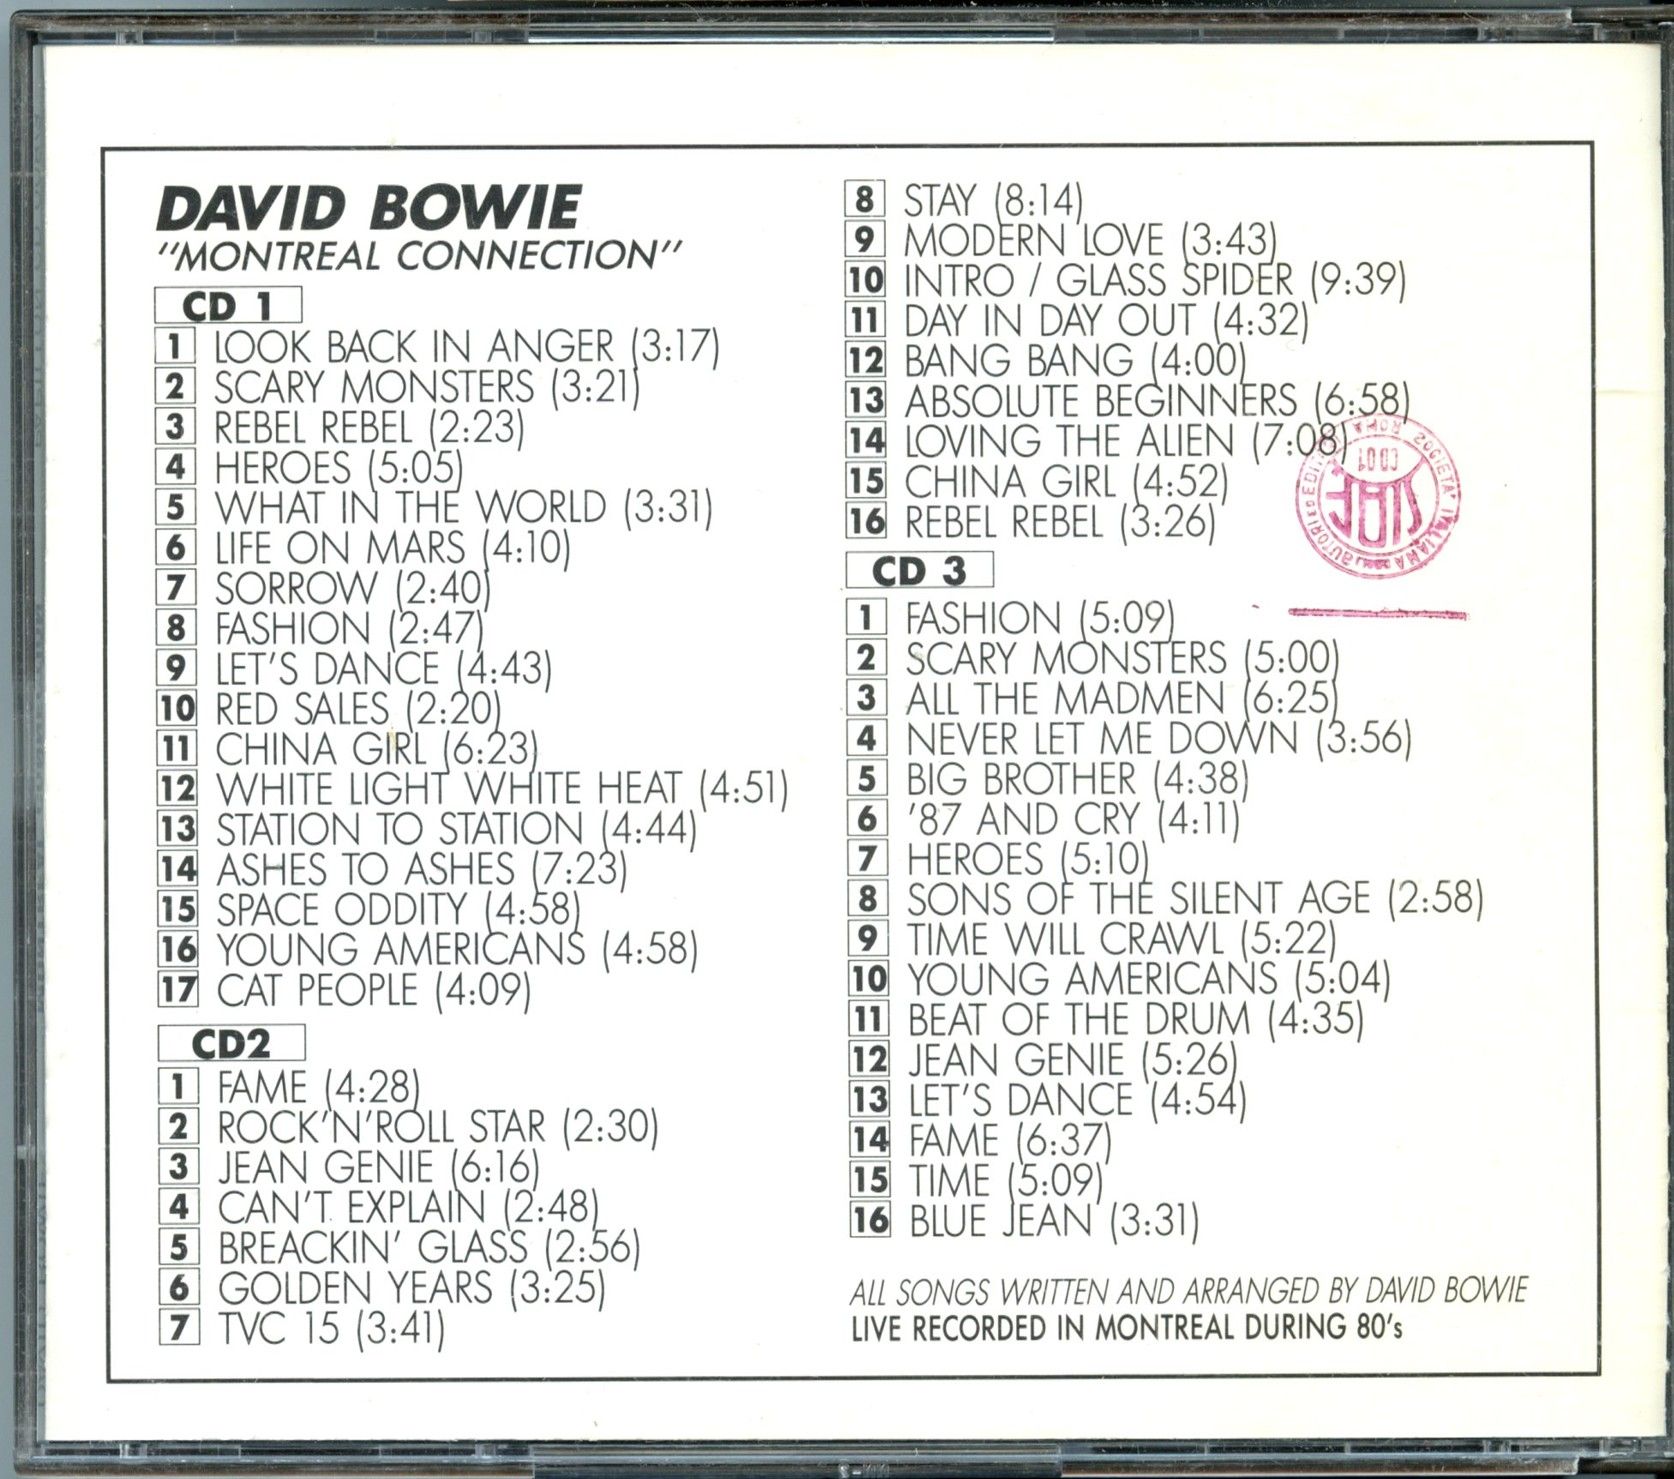 DAVID BOWIE
"MONTREAL CONNECTION"
CD 1
1 LOOK BACK IN ANGER (3:17)
2 SCARY MONSTERS (3:21)
3 REBEL REBEL (2:23)
4 HEROES (5:05)
5 WHAT IN THE WORLD (3:31)
6 LIFE ON MARS (4:10)
7 SORROW (2:40)
8 FASHION (2:47)
9 LET'S DANCE (4:43)
10 RED SALES (2:20)
11 CHINA GIRL (6:23)
12 WHITE LIGHT WHITE HEAT (4:51)
13 STATION TO STATION (4:44)
14 ASHES TO ASHES (7:23)
15 SPACE ODDITY (4:58)
16 YOUNG AMERICANS (4:58)
17 CAT PEOPLE (4:09)
CD2
1 FAME (4:28)
2 ROCK'N'ROLL STAR (2:30)
3 JEAN GENIE (6:16)
4 CAN'T EXPLAIN (2:48)
5 BREACKIN' GLASS (2:56)
6 GOLDEN YEARS (3:25)
7 TVC 15 (3:41)
8 STAY (8:14)
9 MODERN LOVE (3:43)
10 INTRO / GLASS SPIDER (9:39)
11 DAY IN DAY OUT (4:32)
12 BANG BANG (4:00)
13 ABSOLUTE BEGINNERS (6:58)
14 LOVING THE ALIEN (7:08)
15 CHINA GIRL (4:52)
16 REBEL REBEL (3:26)
CD 3
1 FASHION (5:09)
2 SCARY MONSTERS (5:00)
3 ALL THE MADMEN (6:25)
4 NEVER LET ME DOWN (3:56)
5 BIG BROTHER (4:38)
6 '87 AND CRY (4:11)
7 HEROES (5:10)
8 SONS OF THE SILENT AGE (2:58)
9 TIME WILL CRAWL (5:22)
10 YOUNG AMERICANS (5:04)
11 BEAT OF THE DRUM (4:35)
12 JEAN GENIE (5:26)
13 LET'S DANCE (4:54)
14 FAME (6:37)
15 TIME (5:09)
16 BLUE JEAN (3:31)
ALL SONGS WRITTEN AND ARRANGED BY DAVID BOWIE
LIVE RECORDED IN MONTREAL DURING 80's
SOCIETA' ITALIANA AUTORI ED EDITORI ROMA
CD01
SIAE